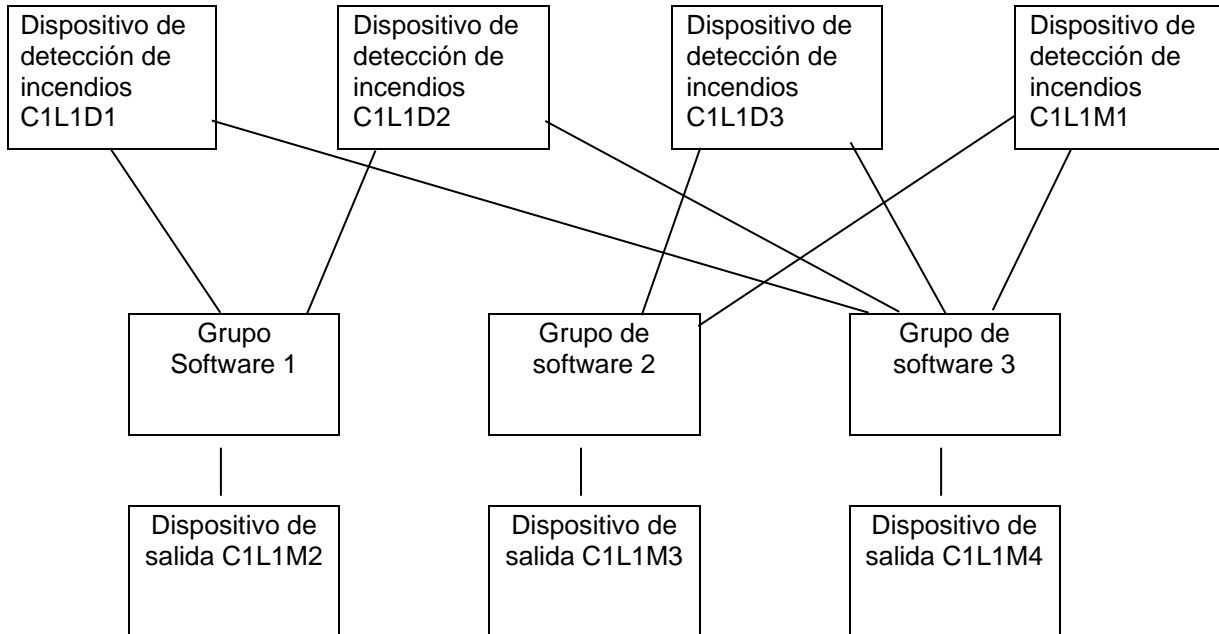 Dispositivo de
detección de
incendios
C1L1D1
Dispositivo de
detección de
incendios
C1L1D2
Dispositivo de
detección de
incendios
C1L1D3
Dispositivo de
detección de
incendios
C1L1M1
Grupo
Software 1
Grupo de
software 2
Grupo de
software 3
Dispositivo de
salida C1L1M2
Dispositivo de
salida C1L1M3
Dispositivo de
salida C1L1M4